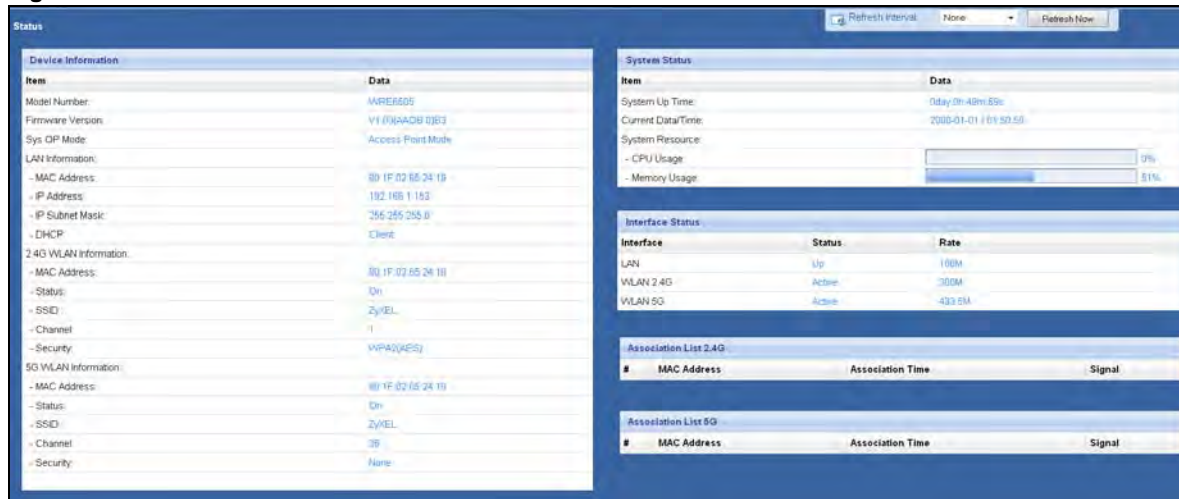 Status
Refresh Interval: None Refresh Now
Device Information
Item Data
Model Number: WRE6505
Firmware Version:
Sys OP Mode: Access Point Mode
LAN Information:
- MAC Address:
- IP Address:
- IP Subnet Mask: 255.255.255.0
- DHCP: Client
2.4G WLAN Information:
- MAC Address:
- Status: On
- SSID: ZyXEL
- Channel 1
- Security: WPA2(AES)
5G WLAN Information:
- MAC Address:
- Status: On
- SSID: ZyXEL
- Channel 36
- Security: None
System Status
Item Data
System Up Time:
Current Data/Time:
System Resource:
- CPU Usage: 0%
- Memory Usage: 51%
Interface Status
Interface Status Rate
LAN Up 100M
WLAN 2.4G Active 300M
WLAN 5G Active 433.5M
Association List 2.4G
# MAC Address Association Time Signal
Association List 5G
# MAC Address Association Time Signal